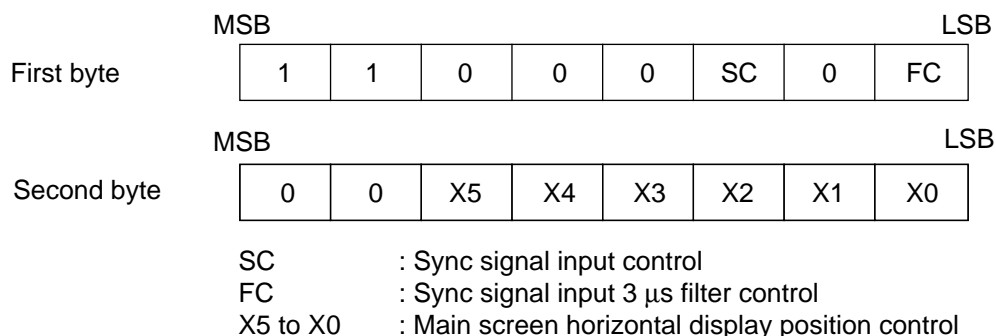 MSB LSB
First byte 1 1 0 0 0 SC 0 FC
MSB LSB
Second byte 0 0 X5 X4 X3 X2 X1 X0
SC : Sync signal input control
FC : Sync signal input 3 μs filter control
X5 to X0 : Main screen horizontal display position control